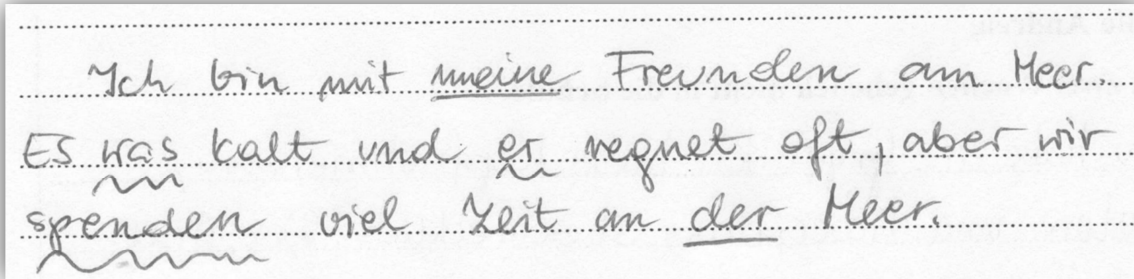 Ich bin mit meine Freunden am Meer.
Es was kalt und er regnet oft, aber wir
spenden viel Zeit an der Meer.